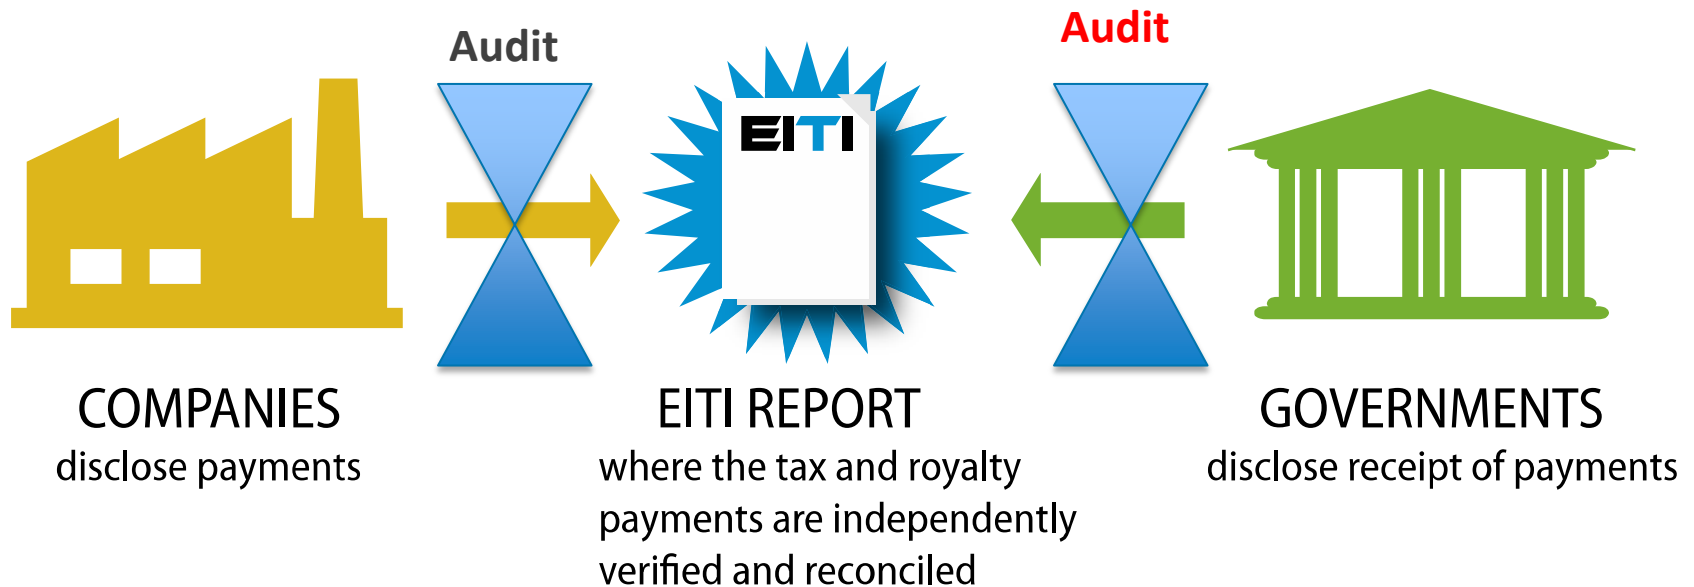 Audit
Audit
EITI
COMPANIES
disclose payments
EITI REPORT
where the tax and royalty
payments are independently
verified and reconciled
GOVERNMENTS
disclose receipt of payments